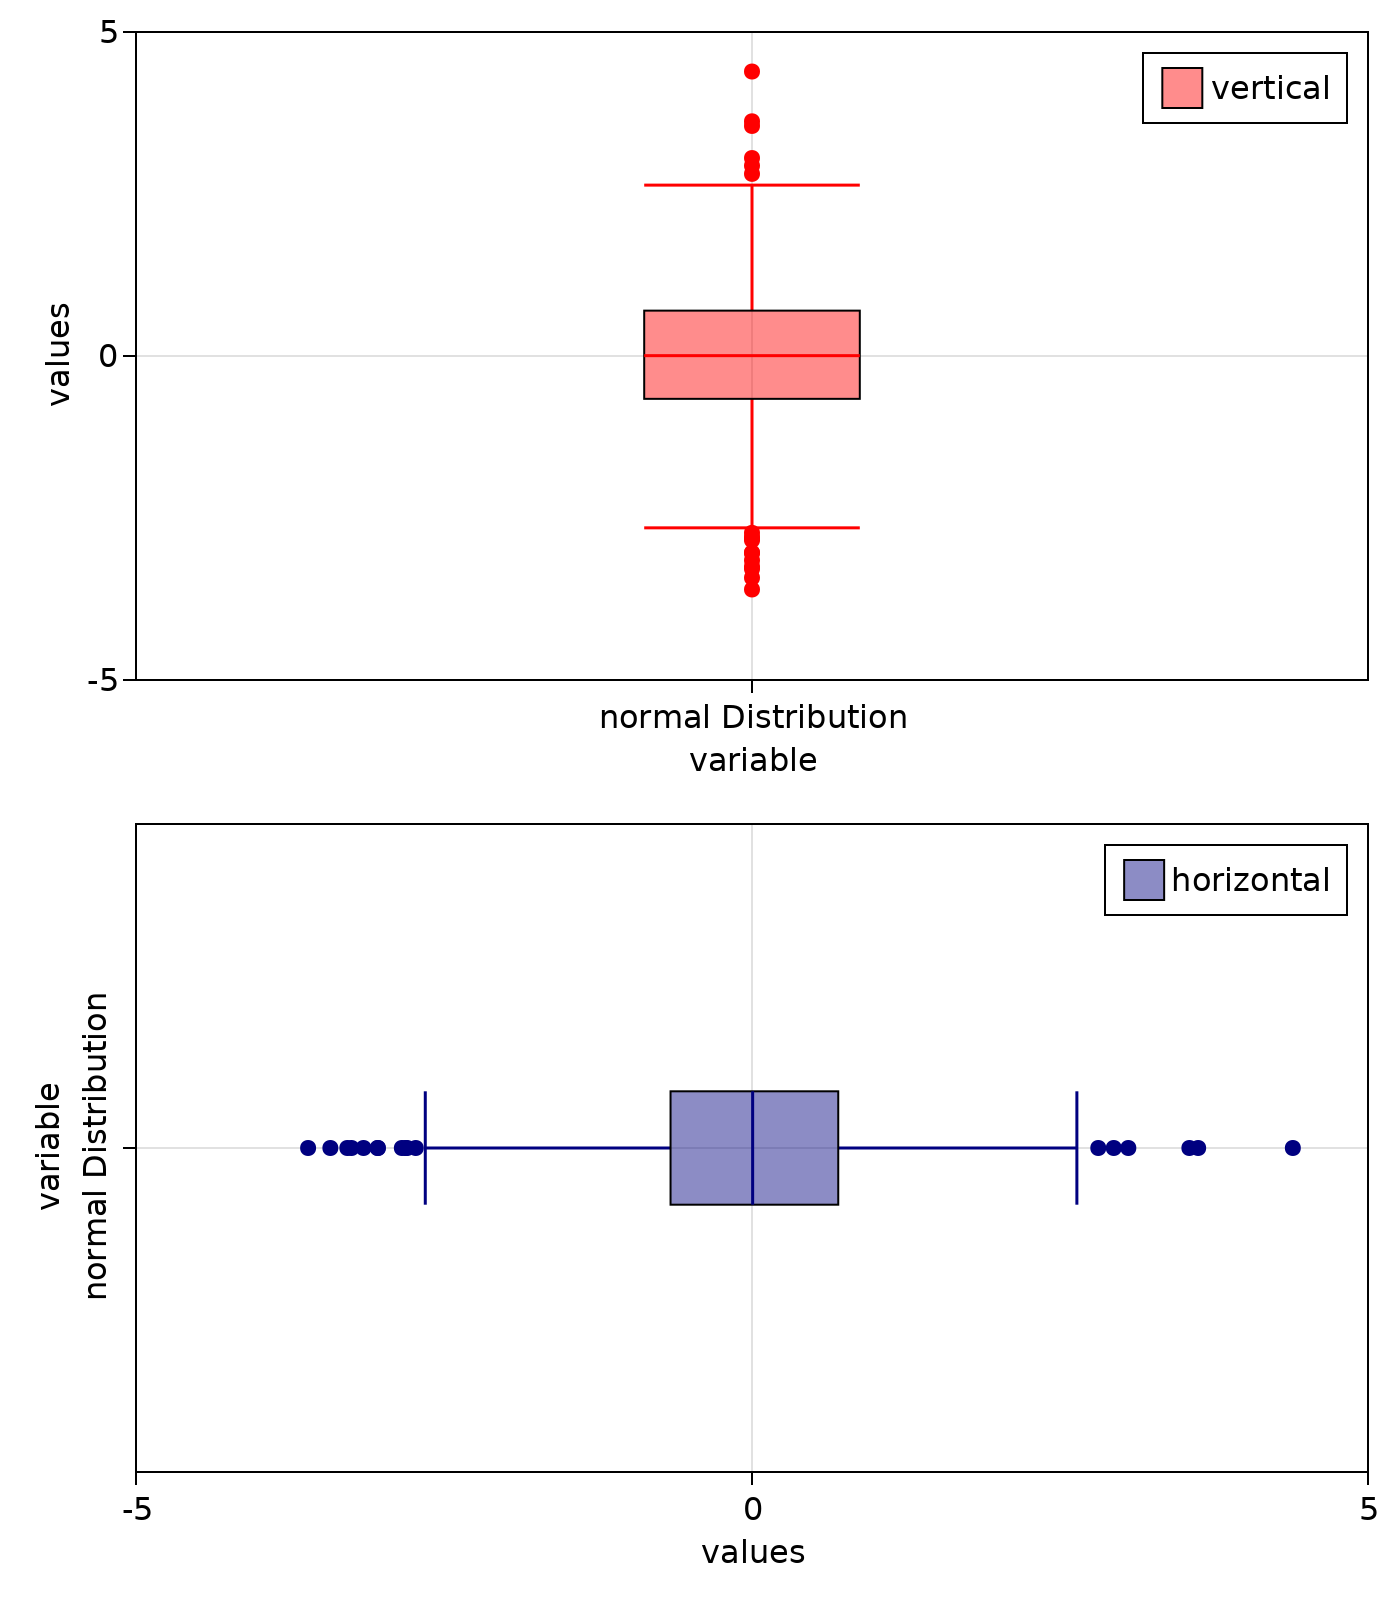 5
vertical
values
0
-5
normal Distribution
variable
horizontal
variable
normal Distribution
-5
0
5
values